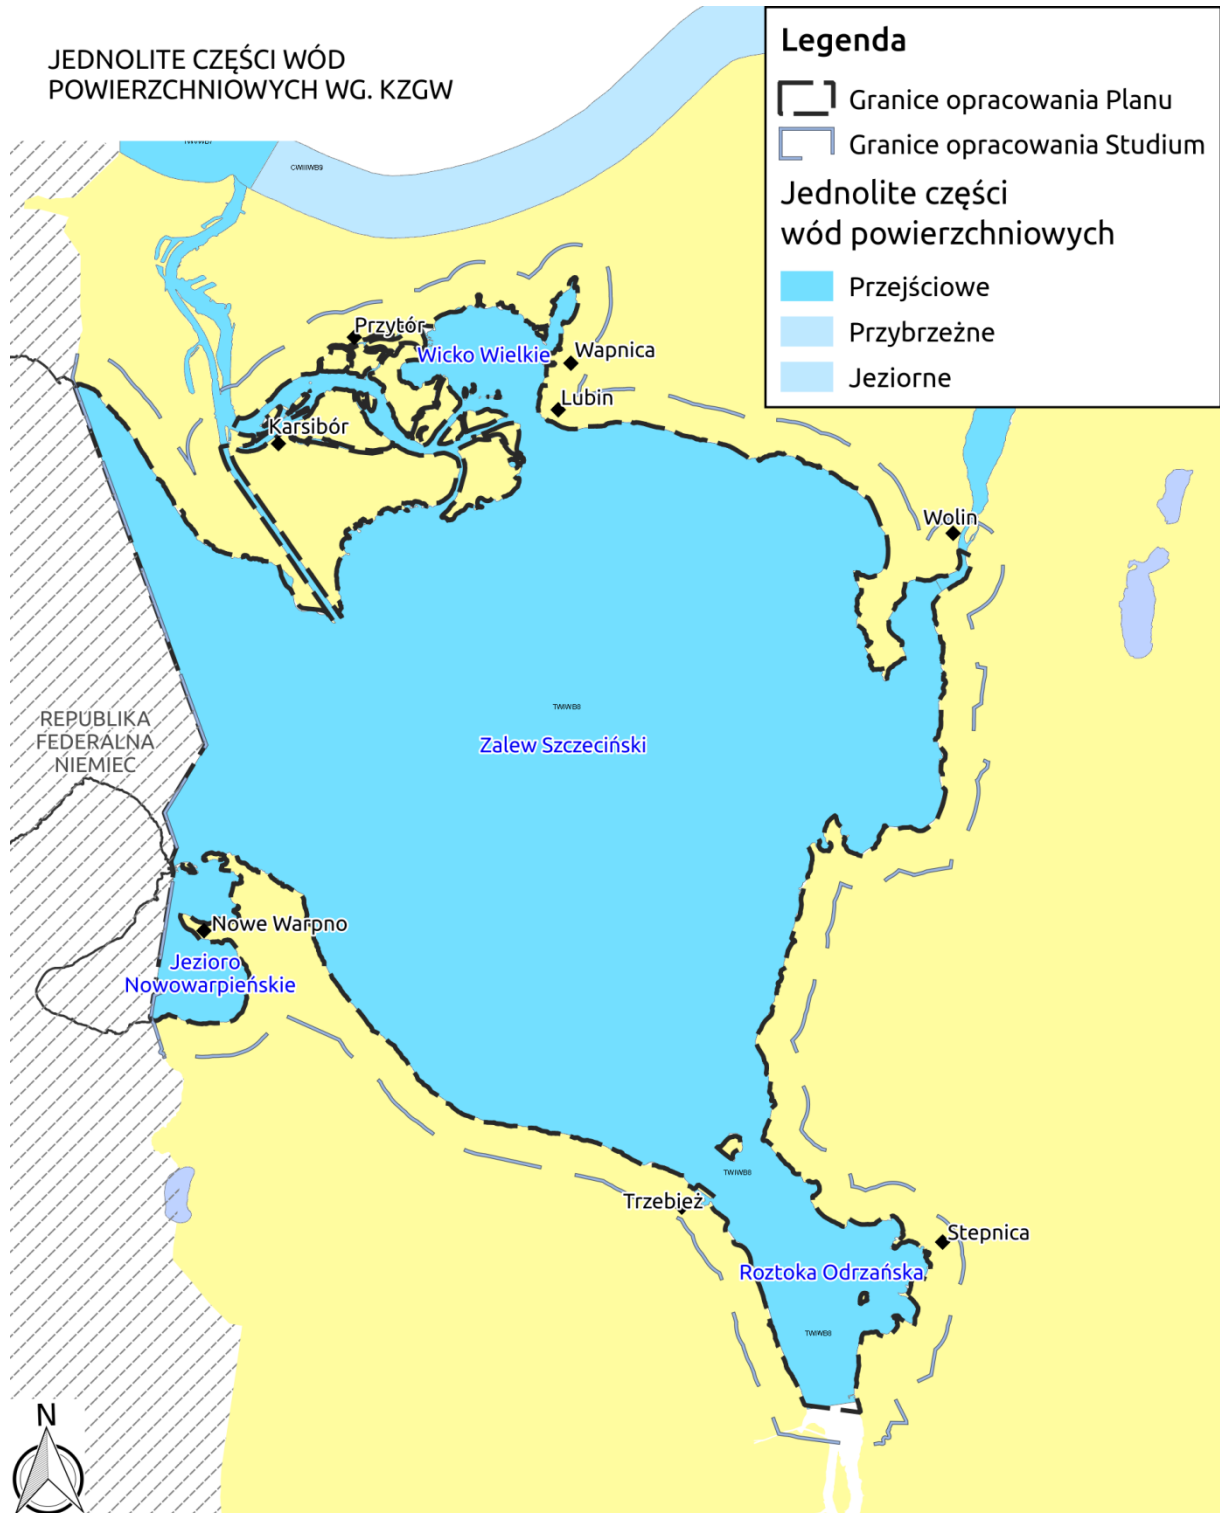 JEDNOLITE CZĘŚCI WÓD
POWIERZCHNIOWYCH WG. KZGW
Legenda
Granice opracowania Planu
Granice opracowania Studium
Jednolite części
wód powierzchniowych
Przejściowe
Przybrzeżne
Jeziorne
CWIIIWB9
Przytór
Wicko Wielkie
Wapnica
Lubin
Karsibór
Wolin
TWIWB8
Zalew Szczeciński
REPUBLIKA
FEDERALNA
NIEMIEC
Nowe Warpno
Jezioro
Nowowarpieńskie
TWIWB8
Trzebież
Stepnica
Roztoka Odrzańska
TWIWB8
N